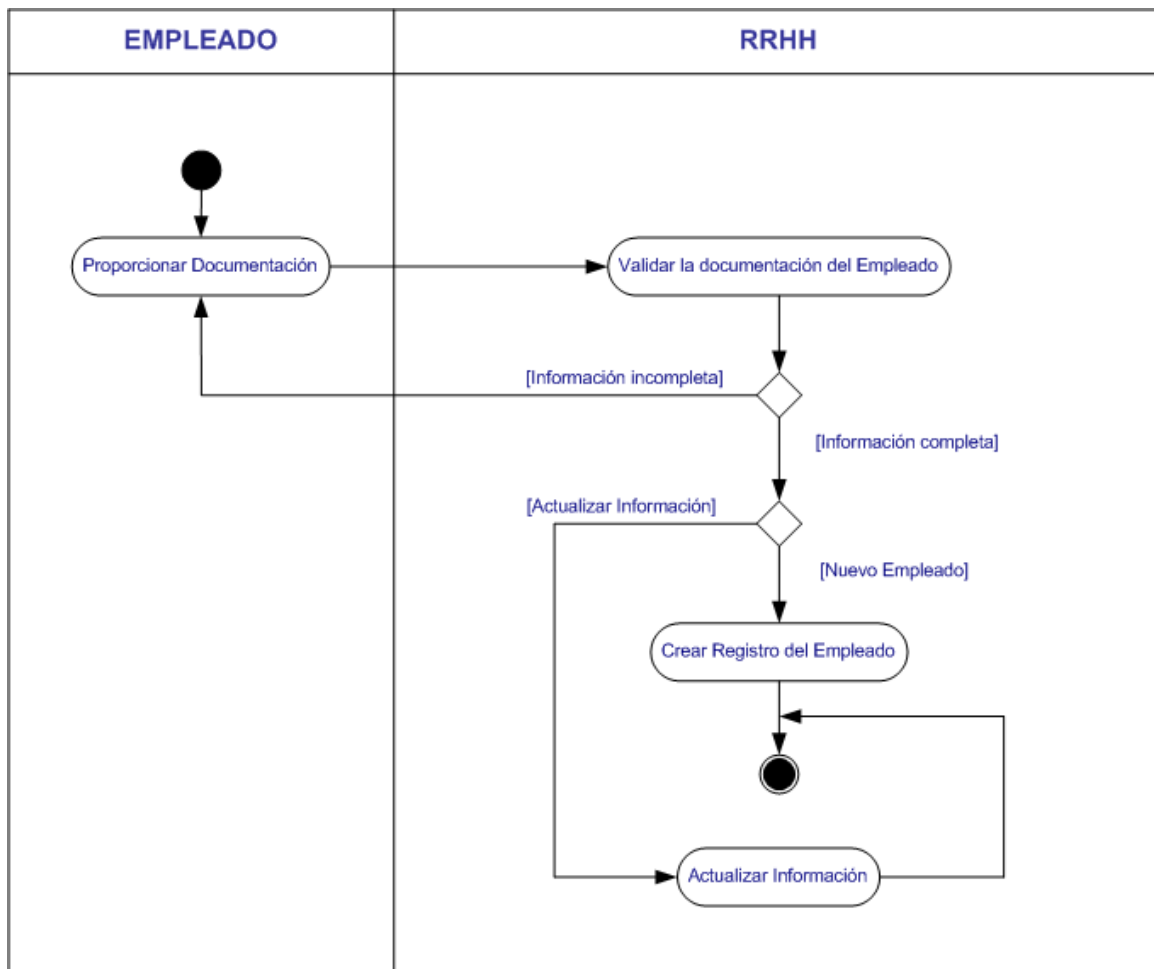 EMPLEADO
RRHH
Proporcionar Documentación
Validar la documentación del Empleado
[Información incompleta]
[Información completa]
[Actualizar Información]
[Nuevo Empleado]
Crear Registro del Empleado
Actualizar Información